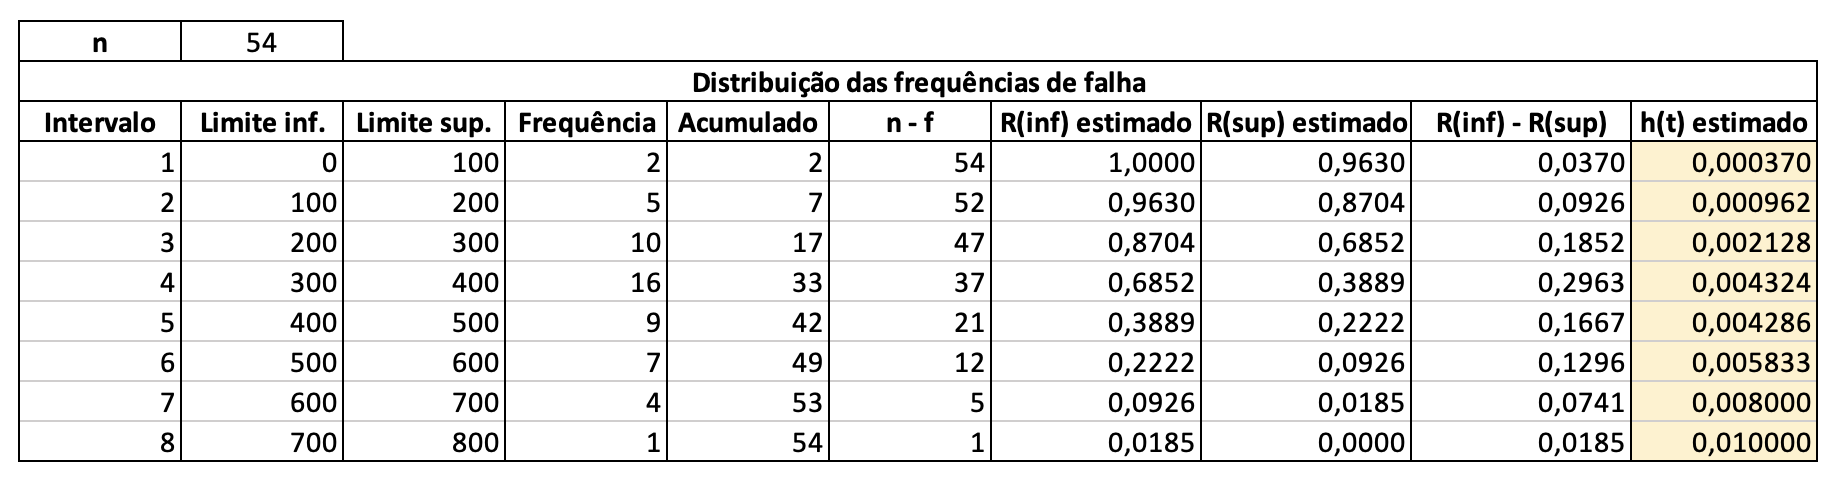 n 54
Distribuição das frequências de falha
Intervalo Limite inf. Limite sup. Frequência Acumulado n - f R(inf) estimado R(sup) estimado R(inf) - R(sup) h(t) estimado
1 0 100 2 2 54 1,0000 0,9630 0,0370 0,000370
2 100 200 5 7 52 0,9630 0,8704 0,0926 0,000962
3 200 300 10 17 47 0,8704 0,6852 0,1852 0,002128
4 300 400 16 33 37 0,6852 0,3889 0,2963 0,004324
5 400 500 9 42 21 0,3889 0,2222 0,1667 0,004286
6 500 600 7 49 12 0,2222 0,0926 0,1296 0,005833
7 600 700 4 53 5 0,0926 0,0185 0,0741 0,008000
8 700 800 1 54 1 0,0185 0,0000 0,0185 0,010000